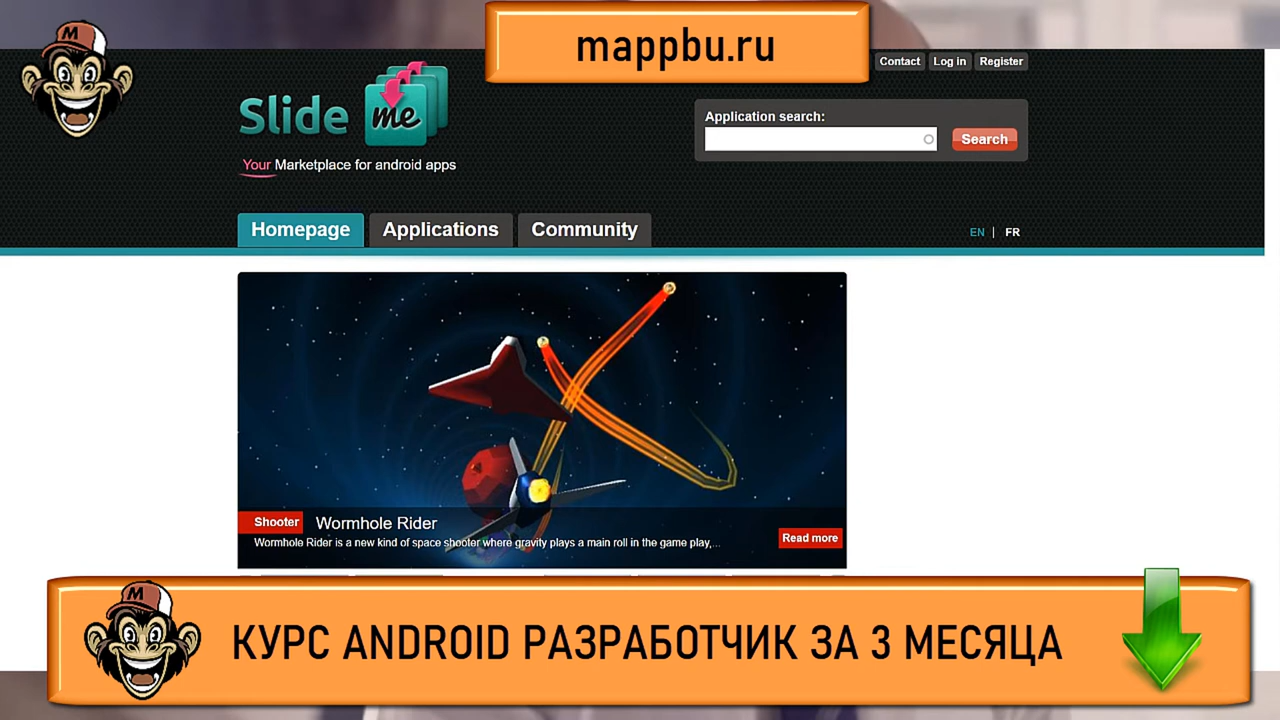 mappbu.ru
M
Contact Log in Register
Slide me
Application search:
Search
Your Marketplace for android apps
Homepage Applications Community
EN | FR
Shooter Wormhole Rider
Wormhole Rider is a new kind of space shooter where gravity plays a main roll in the game play,...
Read more
M
КУРС ANDROID РАЗРАБОТЧИК ЗА 3 МЕСЯЦА